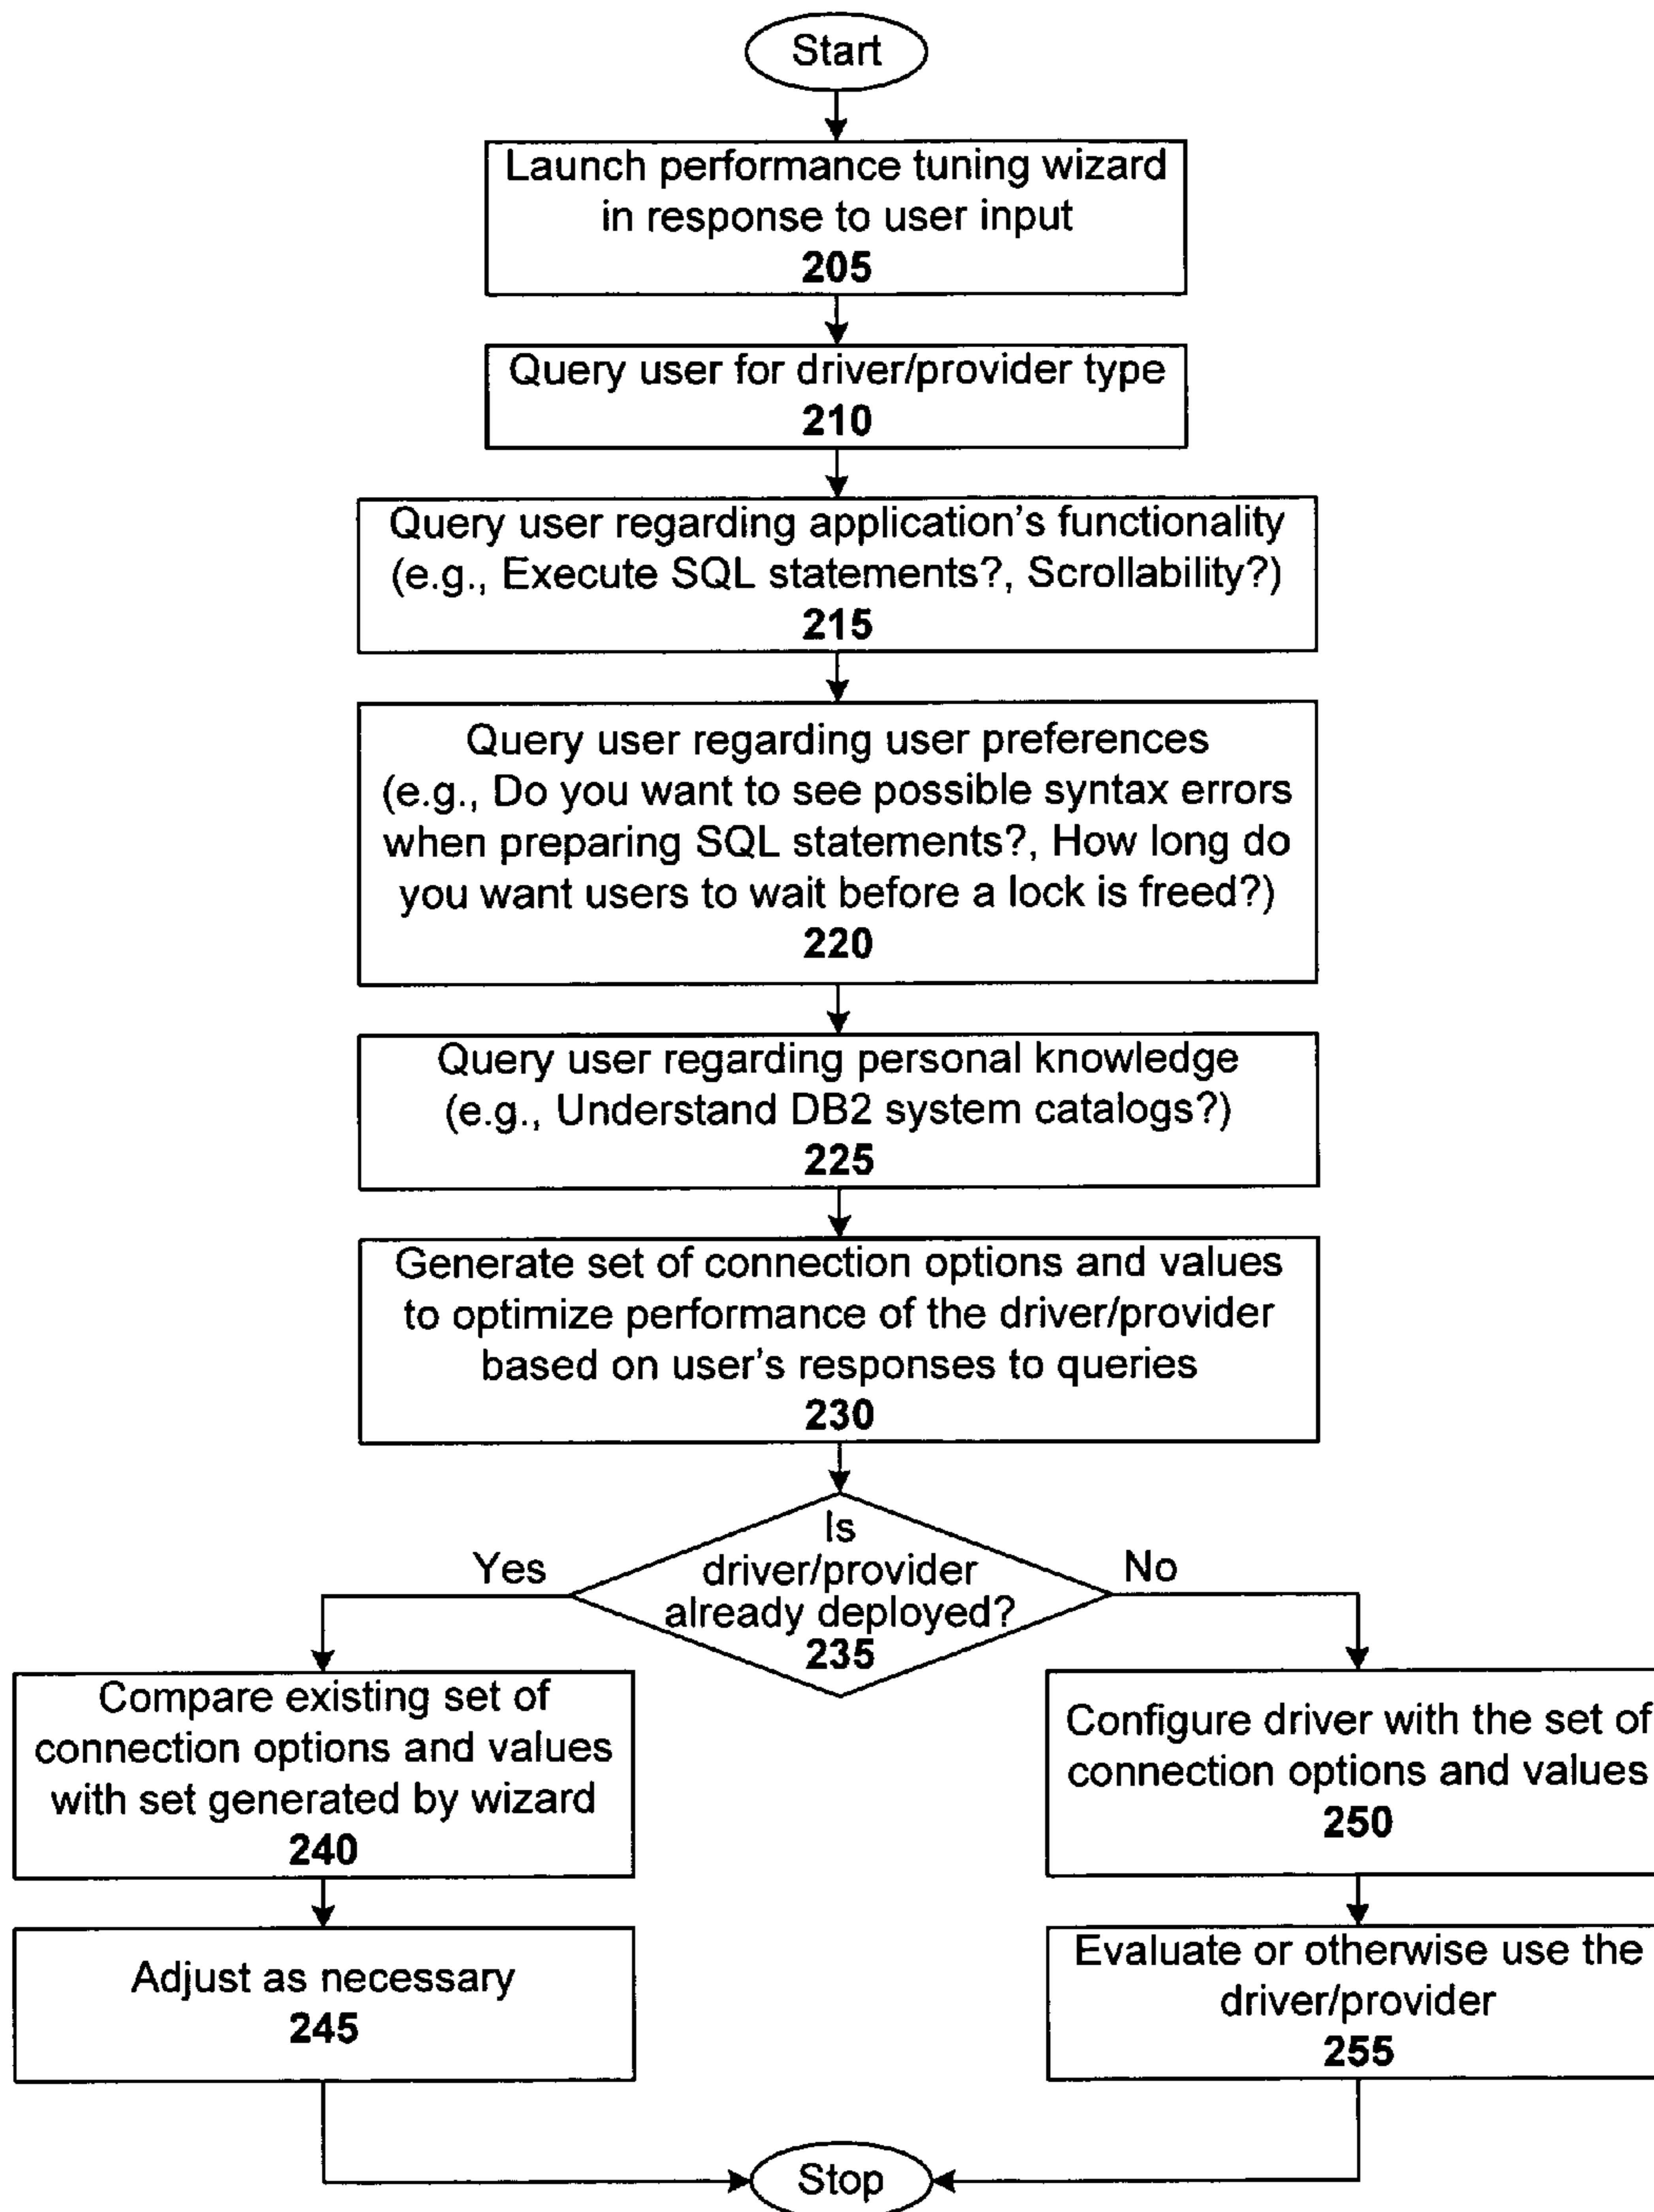 Start
Launch performance tuning wizard
in response to user input
205
Query user for driver/provider type
210
Query user regarding application's functionality
(e.g., Execute SQL statements?, Scrollability?)
215
Query user regarding user preferences
(e.g., Do you want to see possible syntax errors
when preparing SQL statements?, How long do
you want users to wait before a lock is freed?)
220
Query user regarding personal knowledge
(e.g., Understand DB2 system catalogs?)
225
Generate set of connection options and values
to optimize performance of the driver/provider
based on user's responses to queries
230
Is
driver/provider
already deployed?
235
Yes
No
Compare existing set of
connection options and values
with set generated by wizard
240
Adjust as necessary
245
Configure driver with the set of
connection options and values
250
Evaluate or otherwise use the
driver/provider
255
Stop